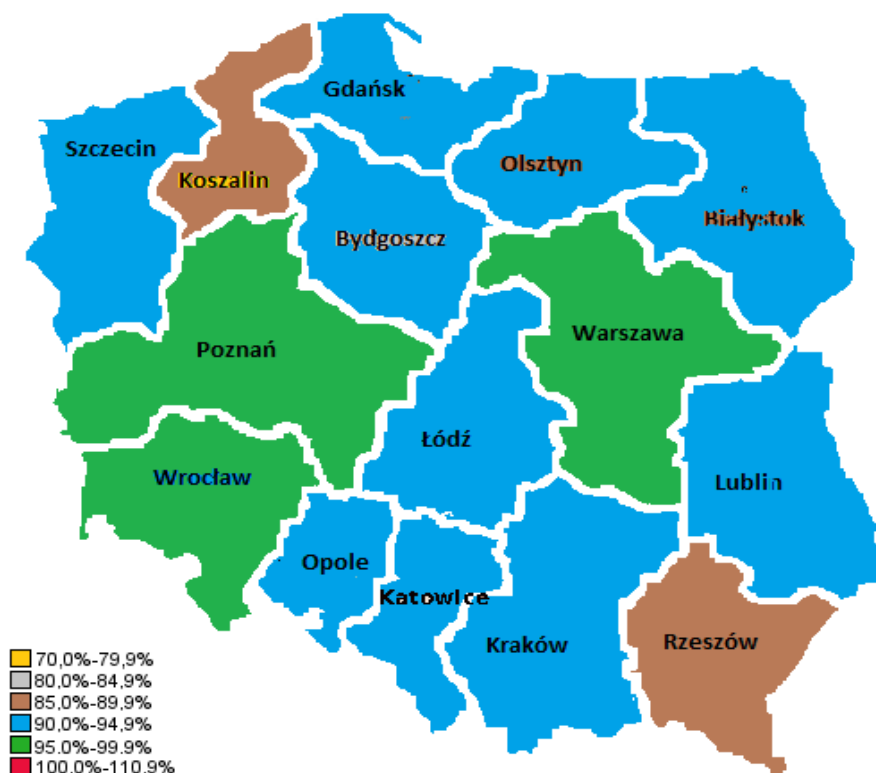 Gdańsk
Szczecin
Olsztyn
Koszalin
Białystok
Bydgoszcz
Warszawa
Poznań
Łódź
Wrocław
Lublin
Opole
Katowice
Kraków
Rzeszów
70,0%-79,9%
80,0%-84,9%
85,0%-89,9%
90,0%-94,9%
95.0%-99.9%
100,0%-110,9%